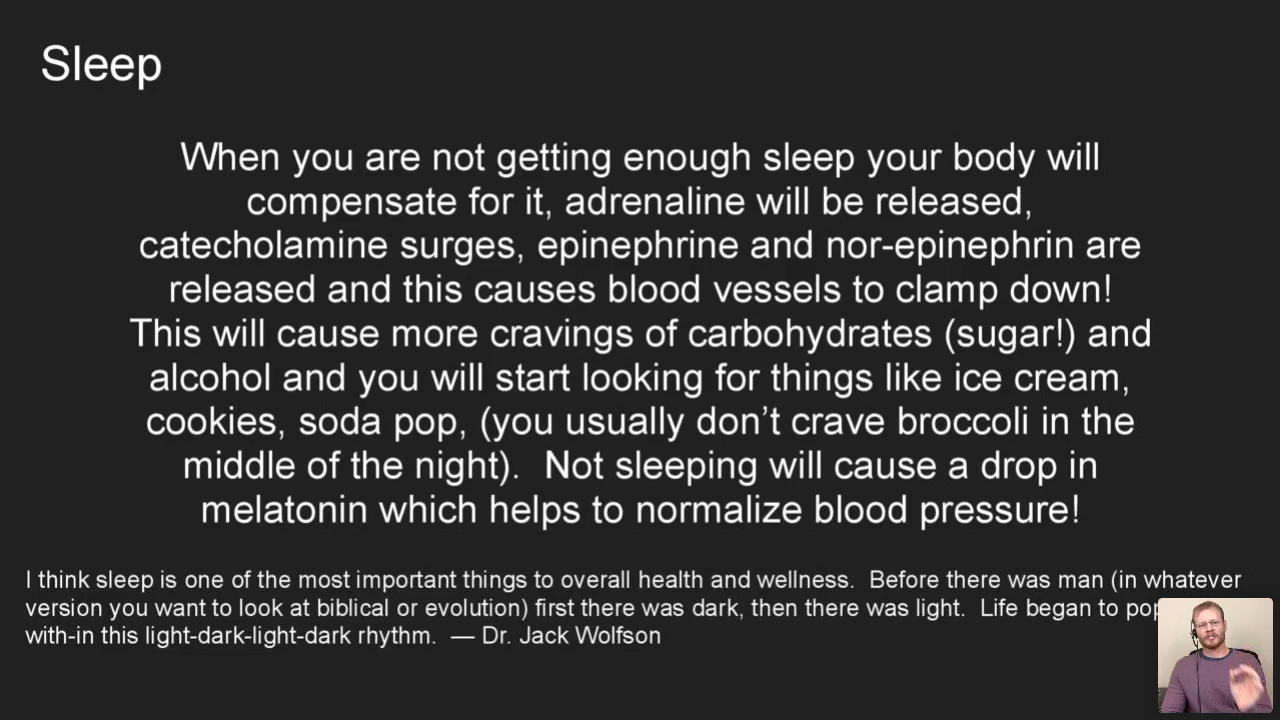 Sleep
When you are not getting enough sleep your body will
compensate for it, adrenaline will be released,
catecholamine surges, epinephrine and nor-epinephrin are
released and this causes blood vessels to clamp down!
This will cause more cravings of carbohydrates (sugar!) and
alcohol and you will start looking for things like ice cream,
cookies, soda pop, (you usually don’t crave broccoli in the
middle of the night).  Not sleeping will cause a drop in
melatonin which helps to normalize blood pressure!
I think sleep is one of the most important things to overall health and wellness.  Before there was man (in whatever
version you want to look at biblical or evolution) first there was dark, then there was light.  Life began to
with-in this light-dark-light-dark rhythm.  — Dr. Jack Wolfson